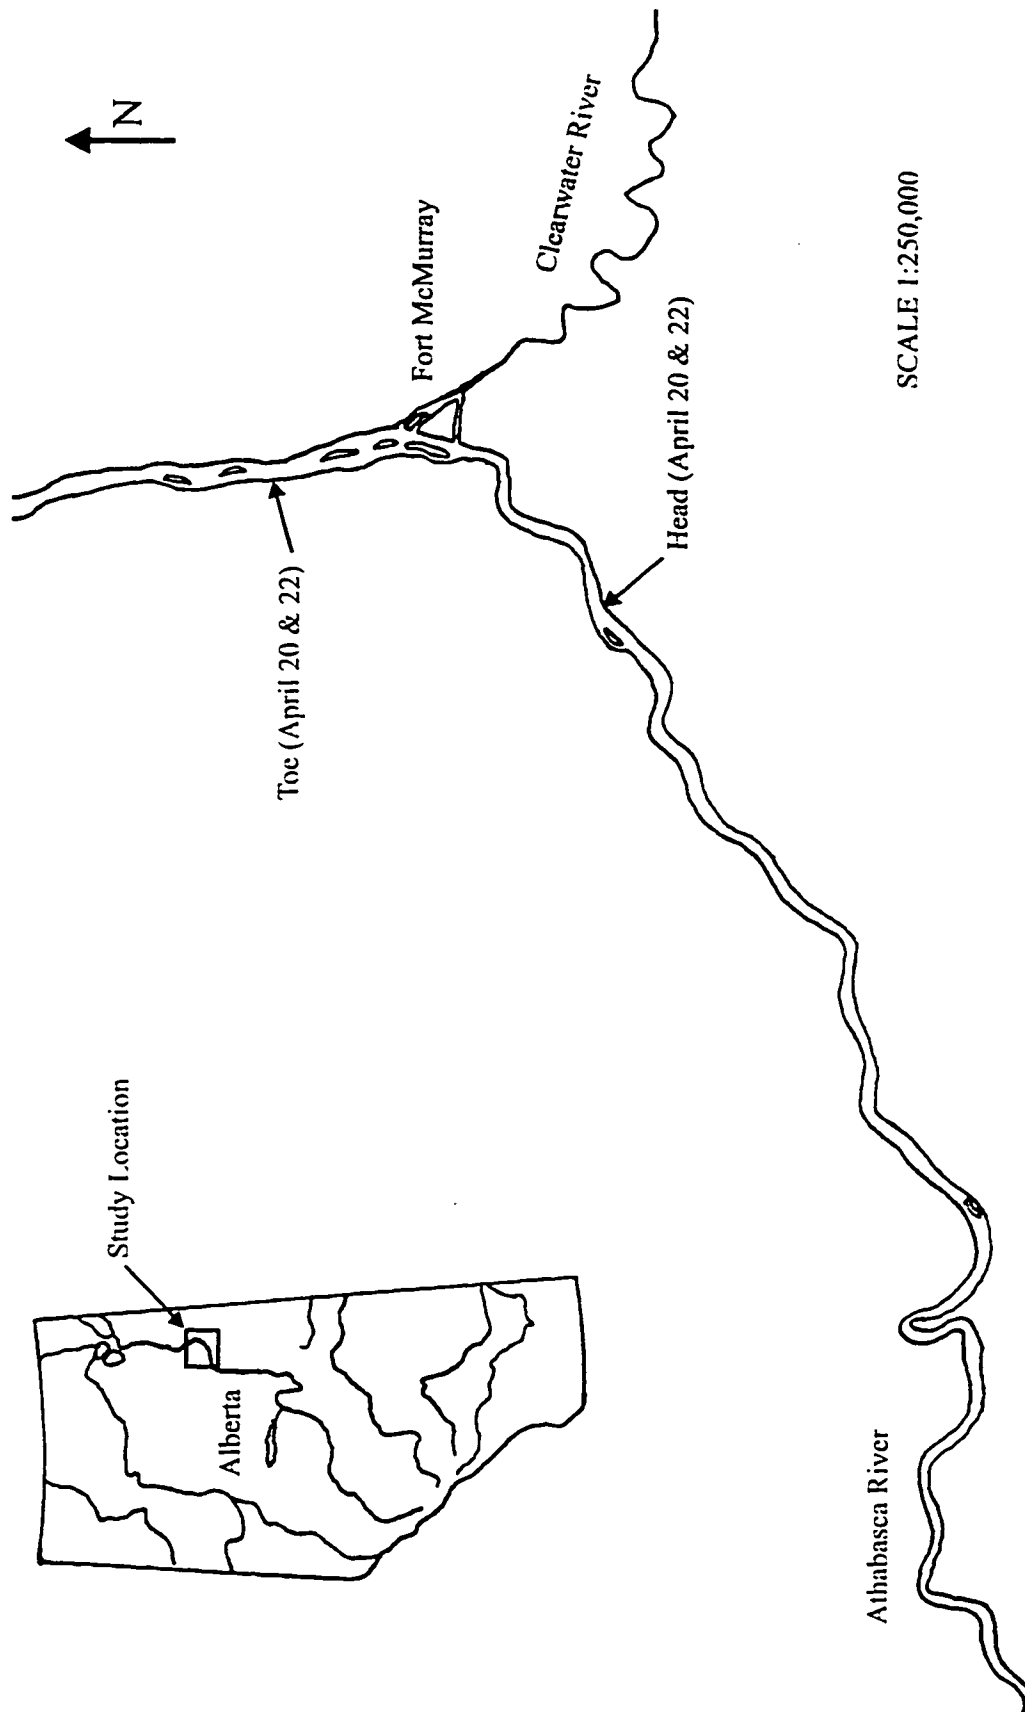 Study Location
Alberta
Toe (April 20 & 22)
N
Fort McMurray
Clearwater River
Head (April 20 & 22)
Athabasca River
SCALE 1:250,000